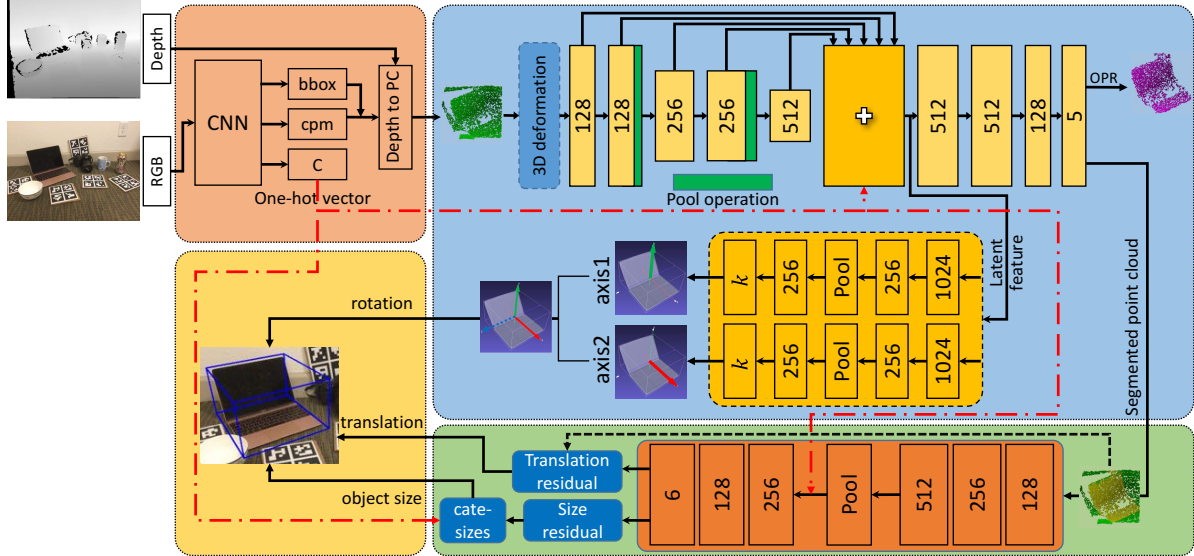 Depth
RGB
CNN
bbox
cpm
C
One-hot vector
Depth to PC
3D deformation
128
128
256
256
512
+
512
512
128
5
OPR
Pool operation
Latent
feature
Segmented point cloud
axis1
k
256
Pool
256
1024
axis2
k
256
Pool
256
1024
rotation
translation
object size
Translation
residual
Size
residual
cate-
sizes
6
128
256
Pool
512
256
128